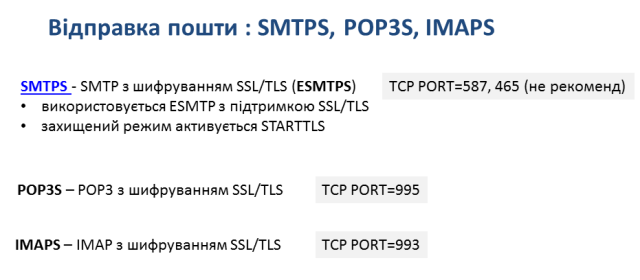 Відправка пошти : SMTPS, POP3S, IMAPS
SMTPS - SMTP з шифруванням SSL/TLS (ESMTPS) TCP PORT=587, 465 (не рекоменд)
• використовується ESMTP з підтримкою SSL/TLS
• захищений режим активується STARTTLS
POP3S – POP3 з шифруванням SSL/TLS TCP PORT=995
IMAPS – IMAP з шифруванням SSL/TLS TCP PORT=993